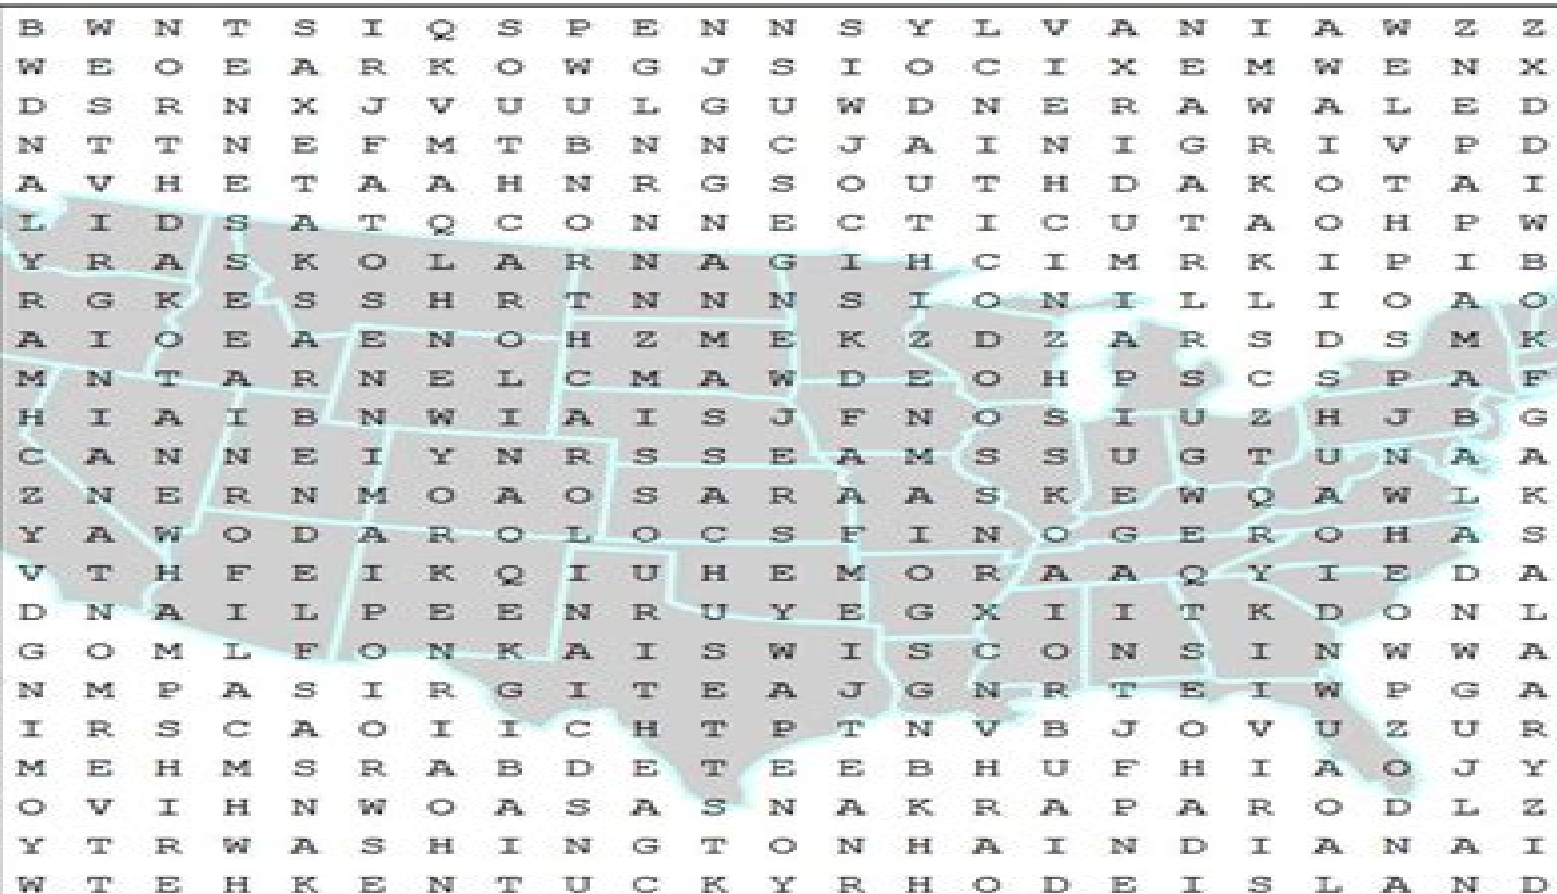 B W N T S I Q S P E N N S Y L V A N I A W Z Z
W E O E A R K O W G J S I O C I X E M W E N X
D S R N X J V U U L G U W D N E R A W A L E D
N T T N E F M T B N N C J A I N I G R I V P D
A V H E T A A H N R G S O U T H D A K O T A I
L I D S A T Q C O N N E C T I C U T A O H P W
Y R A S K O L A R N A G I H C I M R K I P I B
R G K E S S H R T N N N S I O N I L L I O A O
A I O E A E N O H Z M E K Z D Z A R S D S M K
M N T A R N E L C M A W D E O H P S C S P A F
H I A I B N W I A I S J F N O S I U Z H J B G
C A N N E I Y N R S S E A M S S U G T U N A A
Z N E R N M O A O S A R A A S K E W Q A W L K
Y A W O D A R O L O C S F I N O G E R O H A S
V T H F E I K Q I U H E M O R A A Q Y I E D A
D N A I L P E E N R U Y E G X I I T K D O N L
G O M L F O N K A I S W I S C O N S I N W W A
N M P A S I R G I T E A J G N R T E I W P G A
I R S C A O I I C H T P T N V B J O V U Z U R
M E H M S R A B D E T E E B H U F H I A O J Y
O V I H N W O A S A S N A K R A P A R O D L Z
Y T R W A S H I N G T O N H A I N D I A N A I
W T E H K E N T U C K Y R H O D E I S L A N D